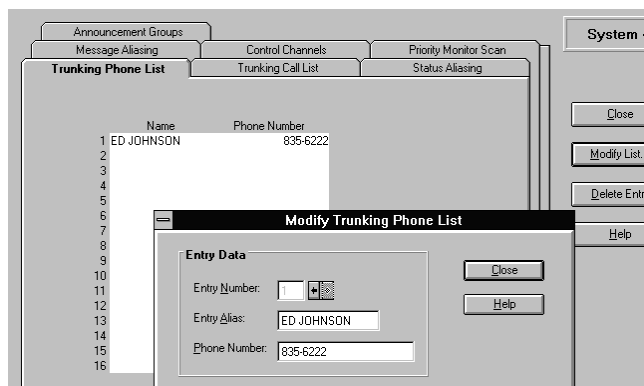 Announcement Groups
System
Message Aliasing Control Channels Priority Monitor Scan
Trunking Phone List Trunking Call List Status Aliasing
Close
Name Phone Number
1 ED JOHNSON 835-6222
2
Modify List.
3
4
5
Delete Entr
6
Modify Trunking Phone List
7
Help
8
Entry Data
9
Close
10
Entry Number: 1
11
Help
12
Entry Alias: ED JOHNSON
13
14
Phone Number: 835-6222
15
16